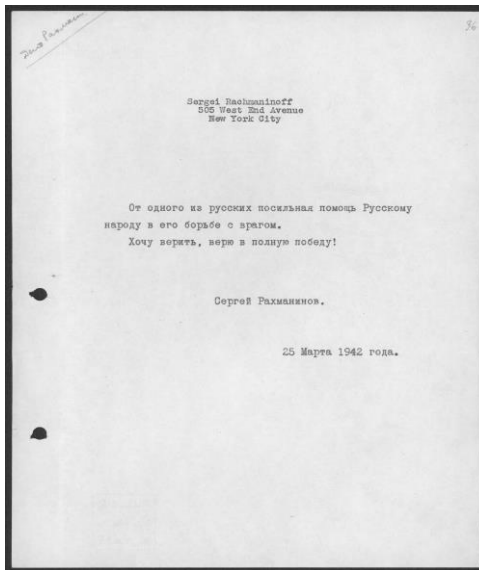 36
Sergei Rachmaninoff
505 West End Avenue
New York City
От одного из русских посильная помощь Русскому
народу в его борьбе с врагом.
Хочу верить, верю в полную победу!
Сергей Рахманинов.
25 Марта 1942 года.